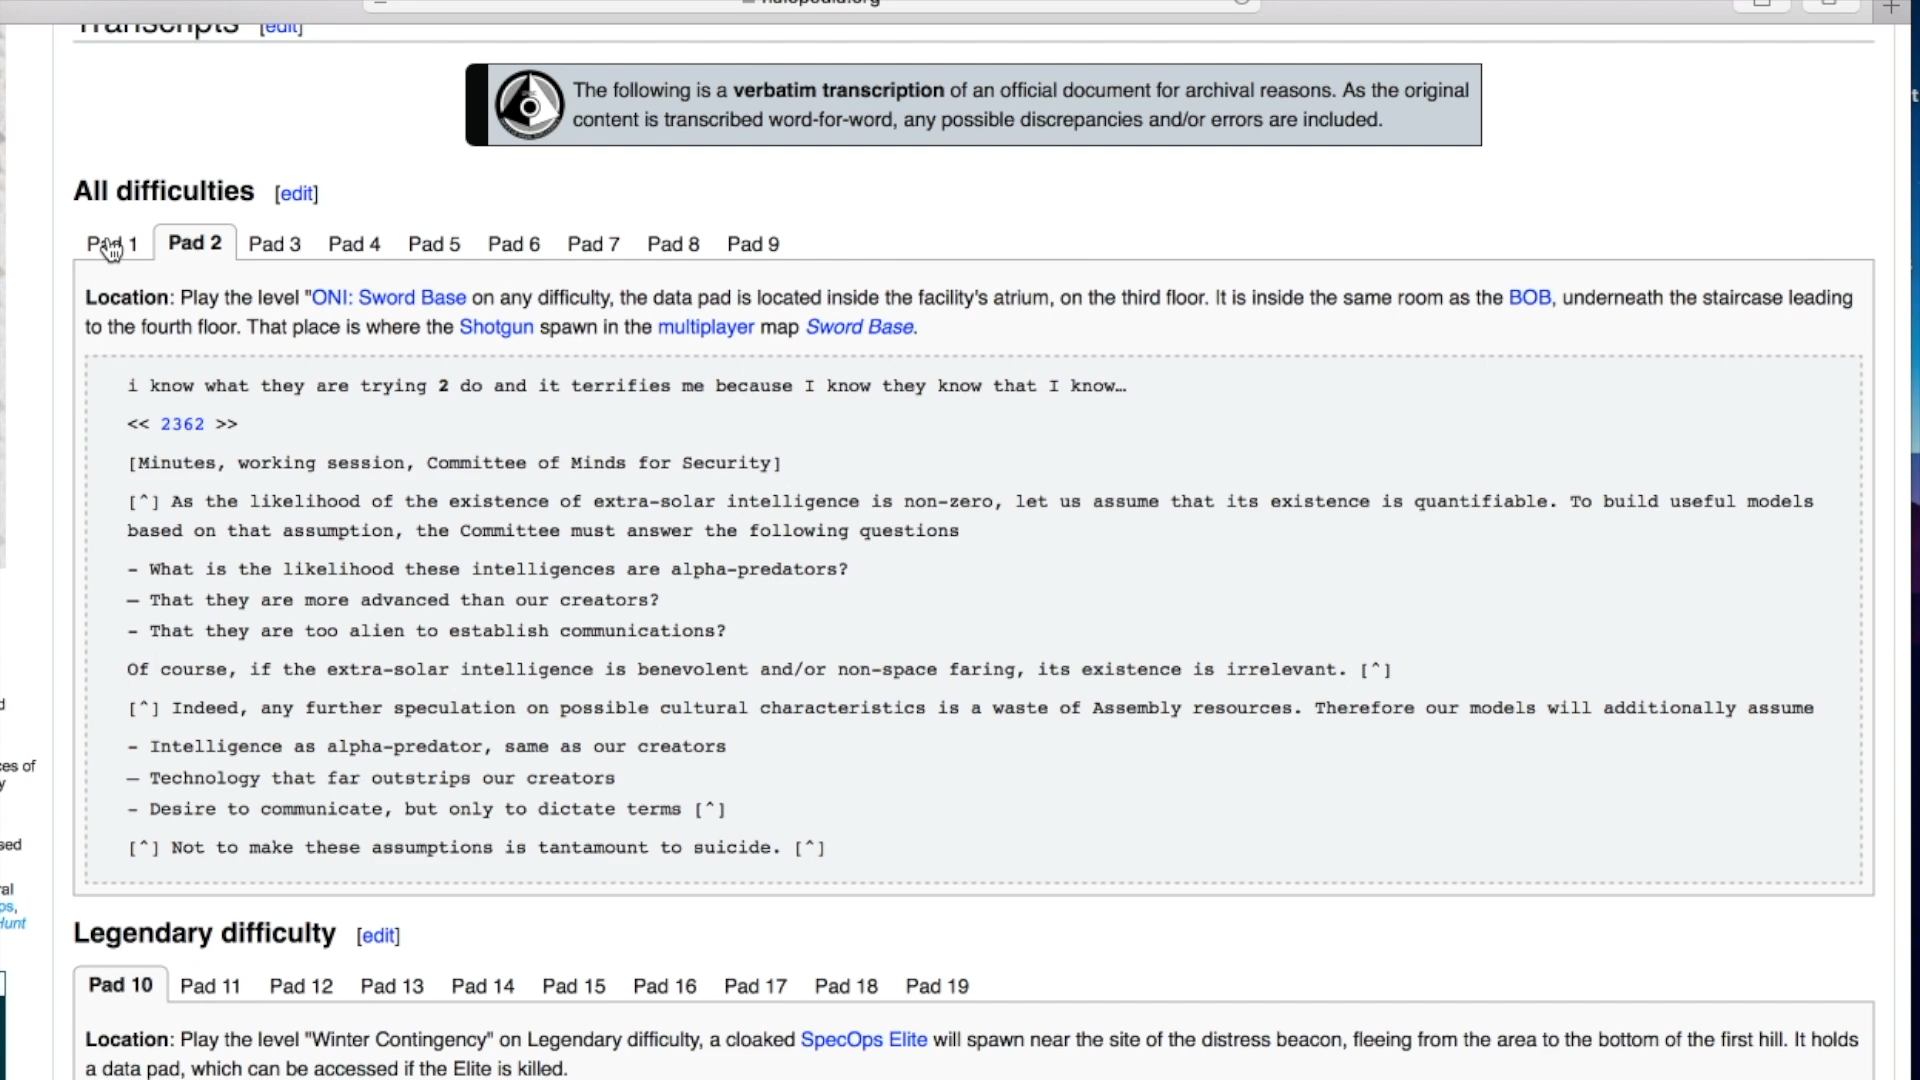 Transcripts [edit]
The following is a verbatim transcription of an official document for archival reasons. As the original
content is transcribed word-for-word, any possible discrepancies and/or errors are included.
All difficulties [edit]
Pad 1 Pad 2 Pad 3 Pad 4 Pad 5 Pad 6 Pad 7 Pad 8 Pad 9
Location: Play the level "ONI: Sword Base on any difficulty, the data pad is located inside the facility's atrium, on the third floor. It is inside the same room as the BOB, underneath the staircase leading
to the fourth floor. That place is where the Shotgun spawn in the multiplayer map Sword Base.
i know what they are trying 2 do and it terrifies me because I know they know that I know…
<< 2362 >>
[Minutes, working session, Committee of Minds for Security]
[^] As the likelihood of the existence of extra-solar intelligence is non-zero, let us assume that its existence is quantifiable. To build useful models
based on that assumption, the Committee must answer the following questions
- What is the likelihood these intelligences are alpha-predators?
— That they are more advanced than our creators?
- That they are too alien to establish communications?
Of course, if the extra-solar intelligence is benevolent and/or non-space faring, its existence is irrelevant. [^]
[^] Indeed, any further speculation on possible cultural characteristics is a waste of Assembly resources. Therefore our models will additionally assume
- Intelligence as alpha-predator, same as our creators
— Technology that far outstrips our creators
- Desire to communicate, but only to dictate terms [^]
[^] Not to make these assumptions is tantamount to suicide. [^]
Legendary difficulty [edit]
Pad 10 Pad 11 Pad 12 Pad 13 Pad 14 Pad 15 Pad 16 Pad 17 Pad 18 Pad 19
Location: Play the level "Winter Contingency" on Legendary difficulty, a cloaked SpecOps Elite will spawn near the site of the distress beacon, fleeing from the area to the bottom of the first hill. It holds
a data pad, which can be accessed if the Elite is killed.